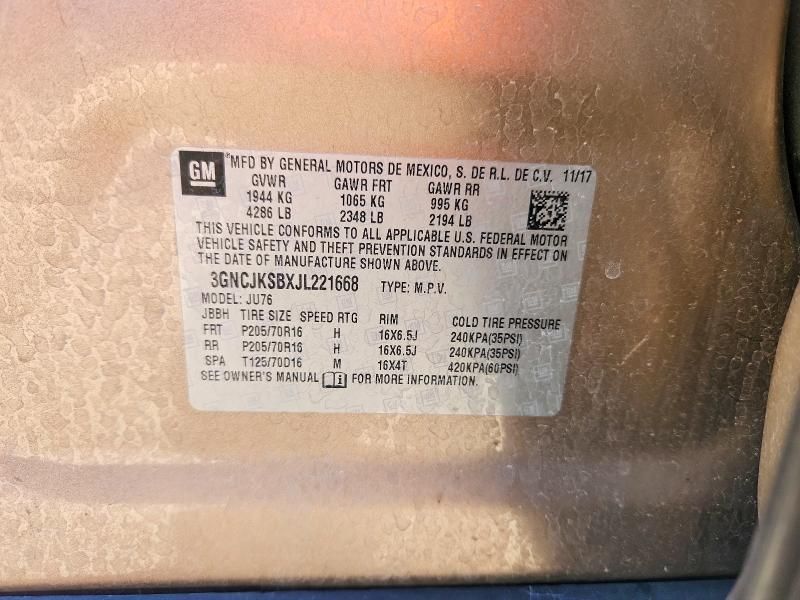 GM ®MFD BY GENERAL MOTORS DE MEXICO, S. DE R.L. DE C.V. 11/17
GVWR GAWR FRT GAWR RR
1944 KG 1065 KG 995 KG
4286 LB 2348 LB 2194 LB
THIS VEHICLE CONFORMS TO ALL APPLICABLE U.S. FEDERAL MOTOR
VEHICLE SAFETY AND THEFT PREVENTION STANDARDS IN EFFECT ON
THE DATE OF MANUFACTURE SHOWN ABOVE.
3GNCJKSBXJL221668 TYPE: M.P.V.
MODEL: JU76
JBBH TIRE SIZE SPEED RTG RIM COLD TIRE PRESSURE
FRT P205/70R16 H 16X6.5J 240KPA(35PSI)
RR P205/70R16 H 16X6.5J 240KPA(35PSI)
SPA T125/70D16 M 16X4T 420KPA(60PSI)
SEE OWNER'S MANUAL i FOR MORE INFORMATION.